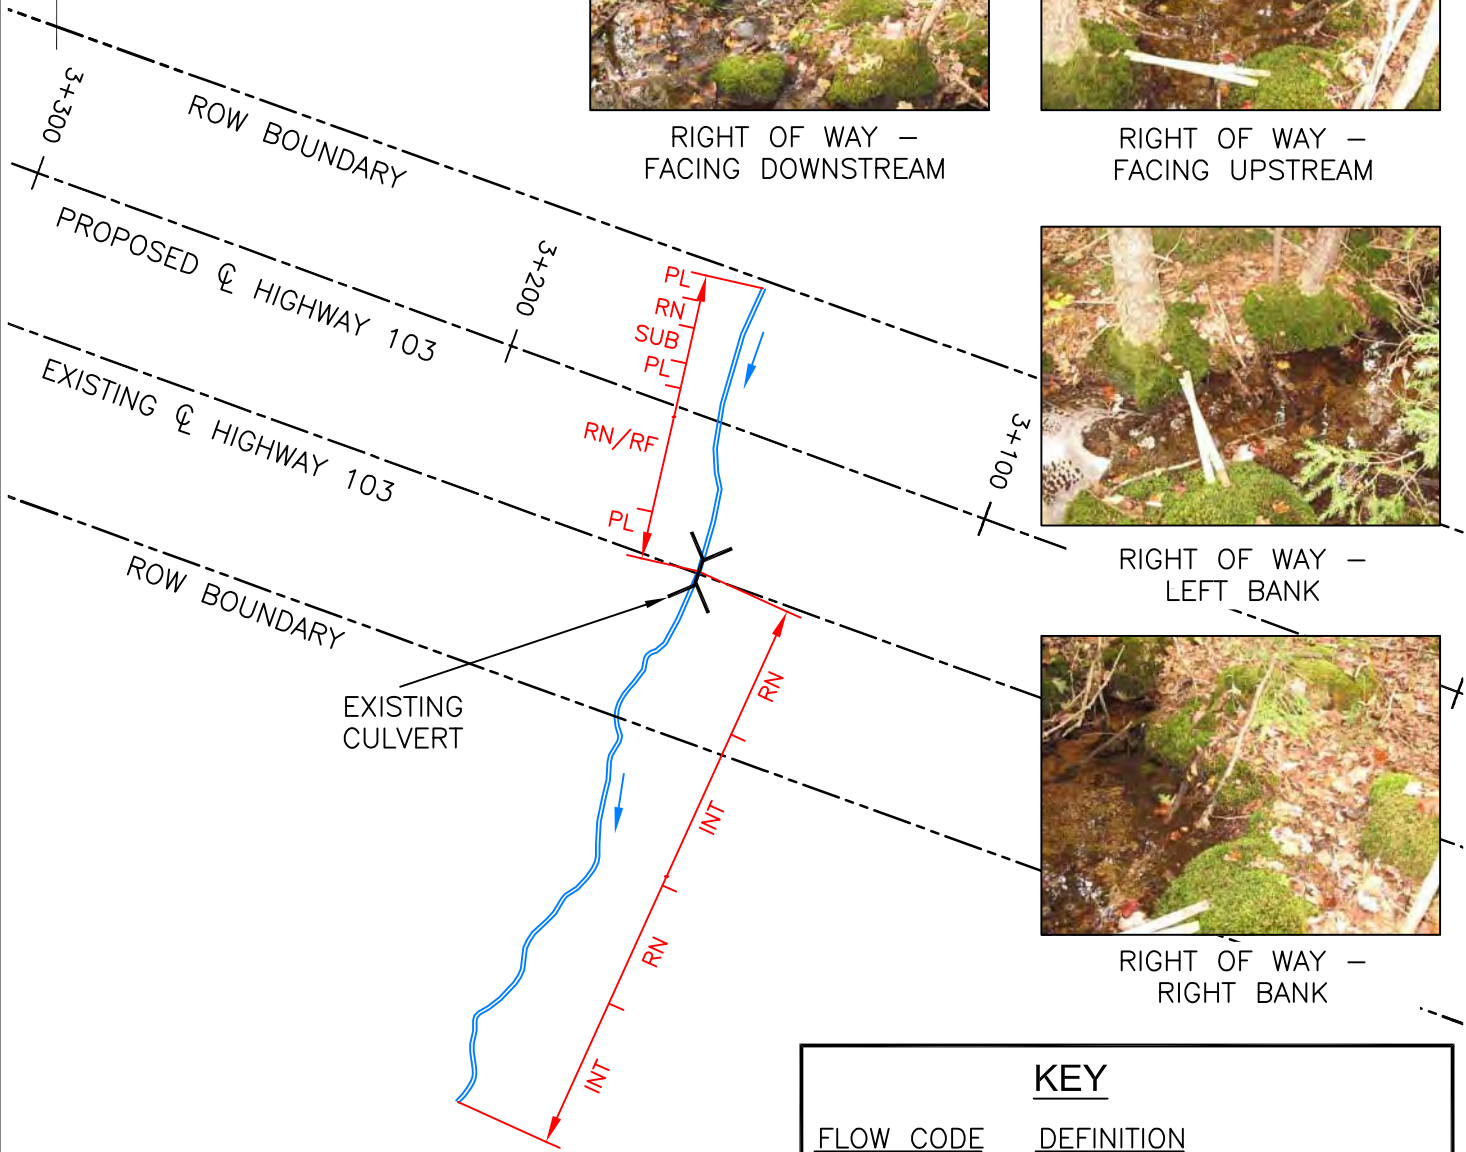 RIGHT OF WAY –
FACING DOWNSTREAM
RIGHT OF WAY –
FACING UPSTREAM
3+300
ROW BOUNDARY
PROPOSED ℄ HIGHWAY 103
3+200
EXISTING ℄ HIGHWAY 103
3+100
ROW BOUNDARY
PL
RN
SUB
PL
RN/RF
PL
EXISTING
CULVERT
RN
INT
RN
INT
RIGHT OF WAY –
LEFT BANK
RIGHT OF WAY –
RIGHT BANK
KEY
FLOW CODE DEFINITION